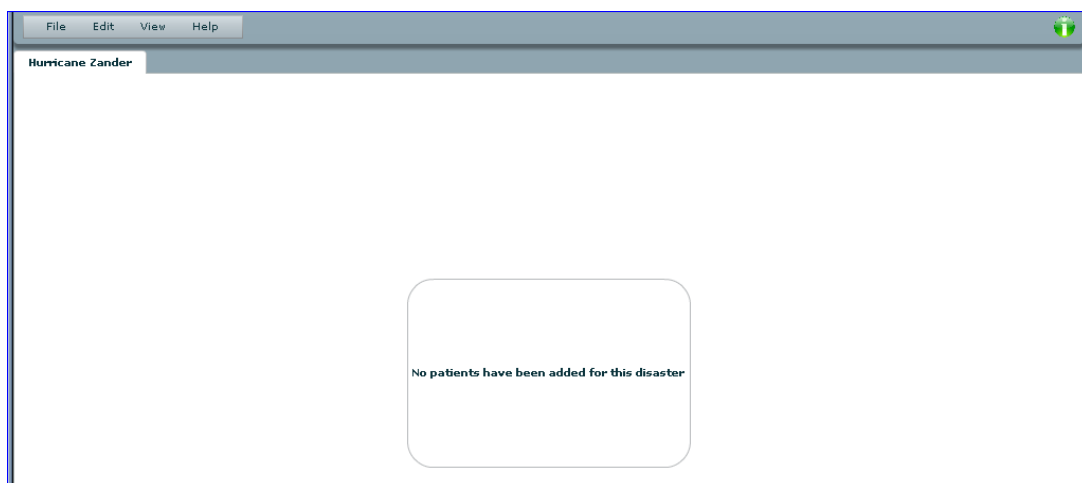 File Edit View Help
Hurricane Zander
No patients have been added for this disaster